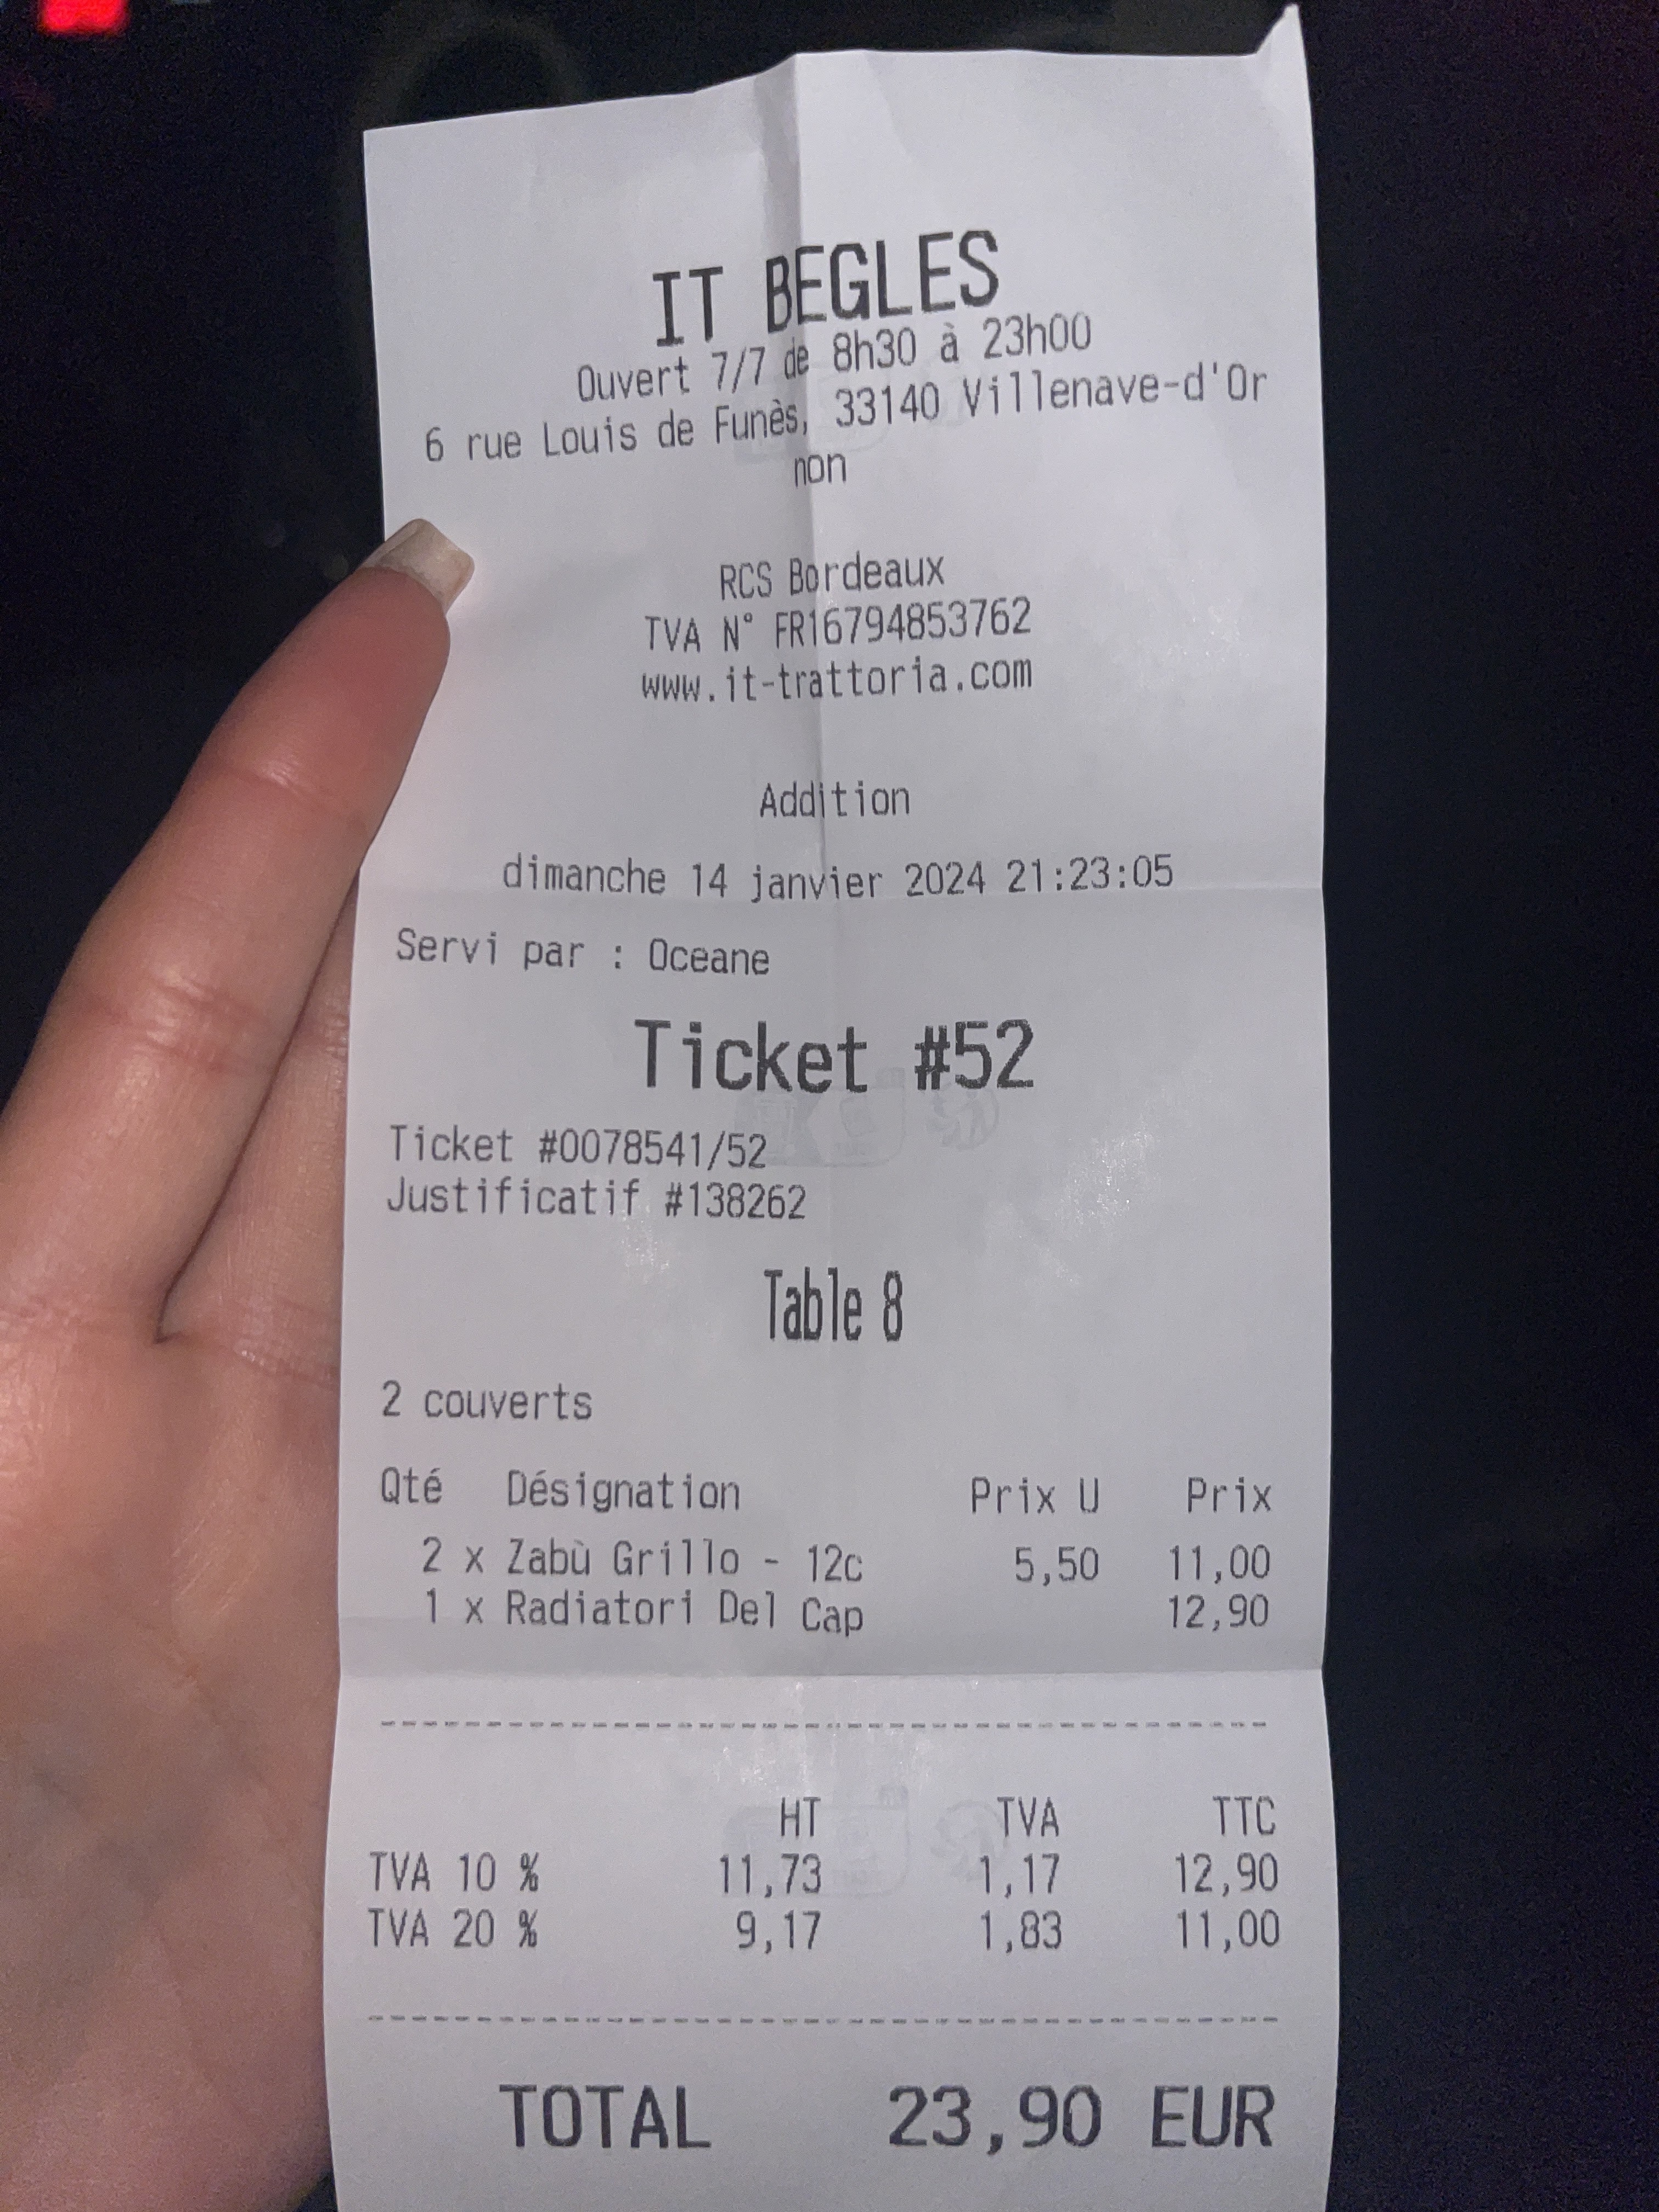 IT BEGLES
Ouvert 7/7 de 8h30 à 23h00
6 rue Louis de Funès, 33140 Villenave-d'Or
non
RCS Bordeaux
TVA N° FR16794853762
www.it-trattoria.com
Addition
dimanche 14 janvier 2024 21:23:05
Servi par : Oceane
Ticket #52
Ticket #0078541/52
Justificatif #138262
Table 8
2 couverts
Qté Désignation Prix U Prix
2 x Zabù Grillo - 12c 5,50 11,00
1 x Radiatori Del Cap 12,90
HT TVA TTC
TVA 10 % 11,73 1,17 12,90
TVA 20 % 9,17 1,83 11,00
TOTAL 23,90 EUR